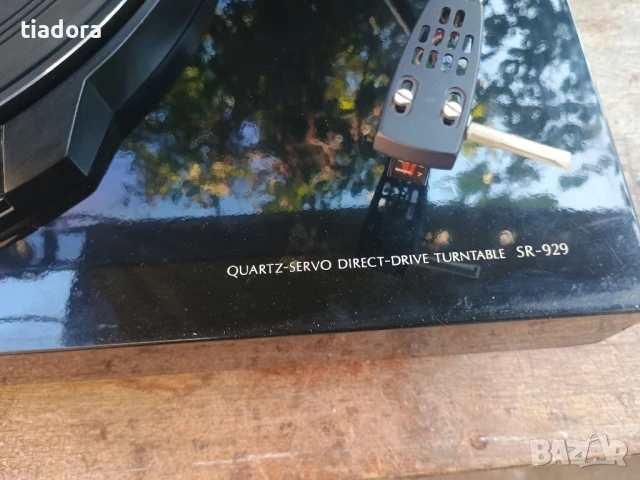 tiadora
QUARTZ-SERVO DIRECT-DRIVE TURNTABLE SR-929
BAZAR